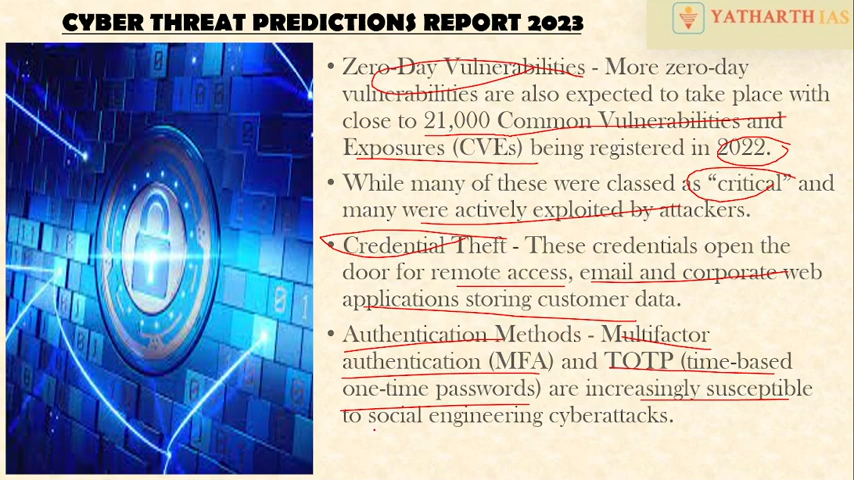 CYBER THREAT PREDICTIONS REPORT 2023
YATHARTH IAS
• Zero-Day Vulnerabilities - More zero-day
vulnerabilities are also expected to take place with
close to 21,000 Common Vulnerabilities and
Exposures (CVEs) being registered in 2022.
• While many of these were classed as “critical” and
many were actively exploited by attackers.
• Credential Theft - These credentials open the
door for remote access, email and corporate web
applications storing customer data.
• Authentication Methods - Multifactor
authentication (MFA) and TOTP (time-based
one-time passwords) are increasingly susceptible
to social engineering cyberattacks.